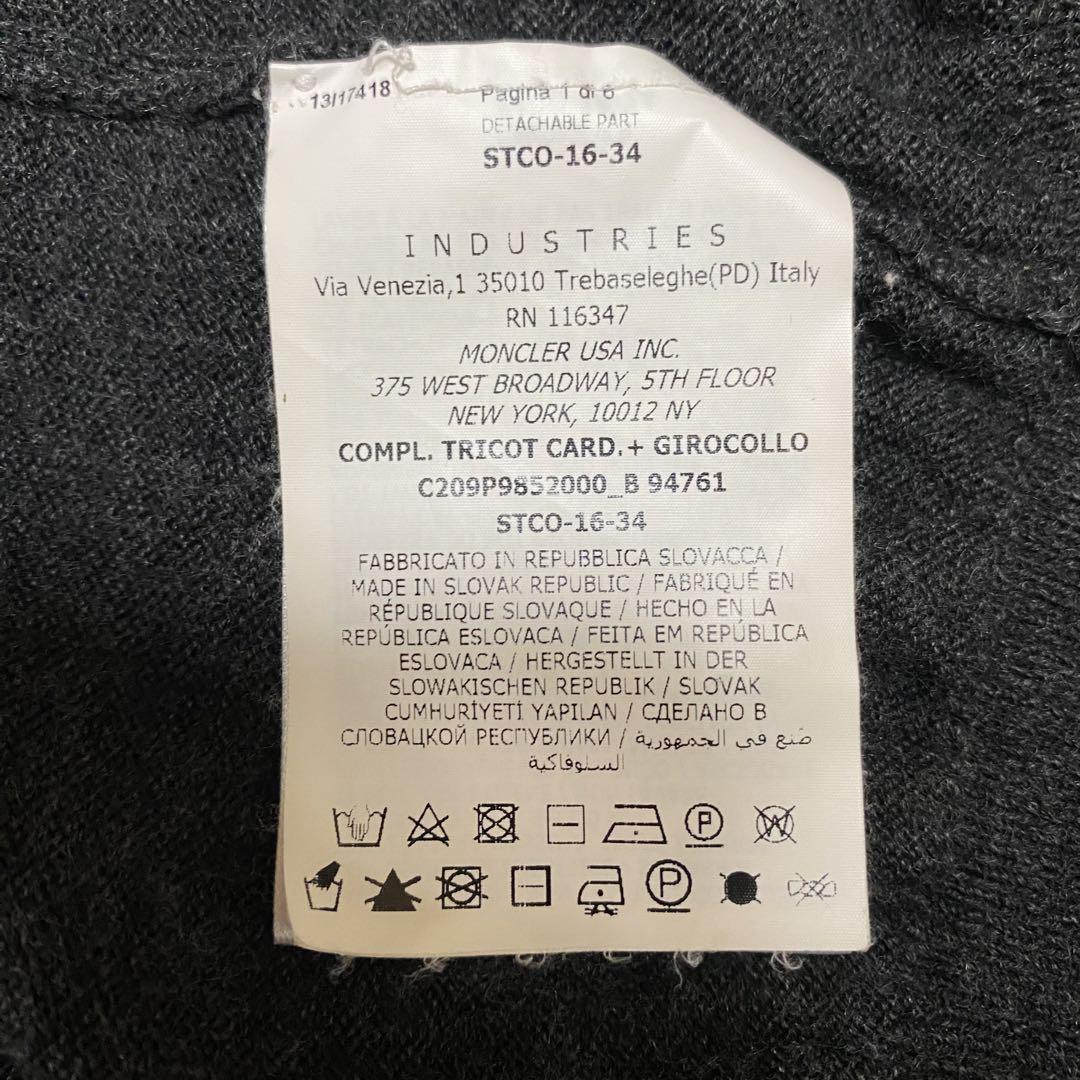 13/17418
Pagina 1 di 6
DETACHABLE PART
STCO-16-34
INDUSTRIES
Via Venezia,1 35010 Trebaseleghe(PD) Italy
RN 116347
MONCLER USA INC.
375 WEST BROADWAY, 5TH FLOOR
NEW YORK, 10012 NY
COMPL. TRICOT CARD.+ GIROCOLLO
C209P9852000_B 94761
STCO-16-34
FABBRICATO IN REPUBBLICA SLOVACCA /
MADE IN SLOVAK REPUBLIC / FABRIQUÉ EN
RÉPUBLIQUE SLOVAQUE / HECHO EN LA
REPÚBLICA ESLOVACA / FEITA EM REPÚBLICA
ESLOVACA / HERGESTELLT IN DER
SLOWAKISCHEN REPUBLIK / SLOVAK
CUMHURİYETİ YAPILAN / СДЕЛАНО В
СЛОВАЦКОЙ РЕСПУБЛИКИ / صُنع في الجمهورية
السلوفاكية
P W
P